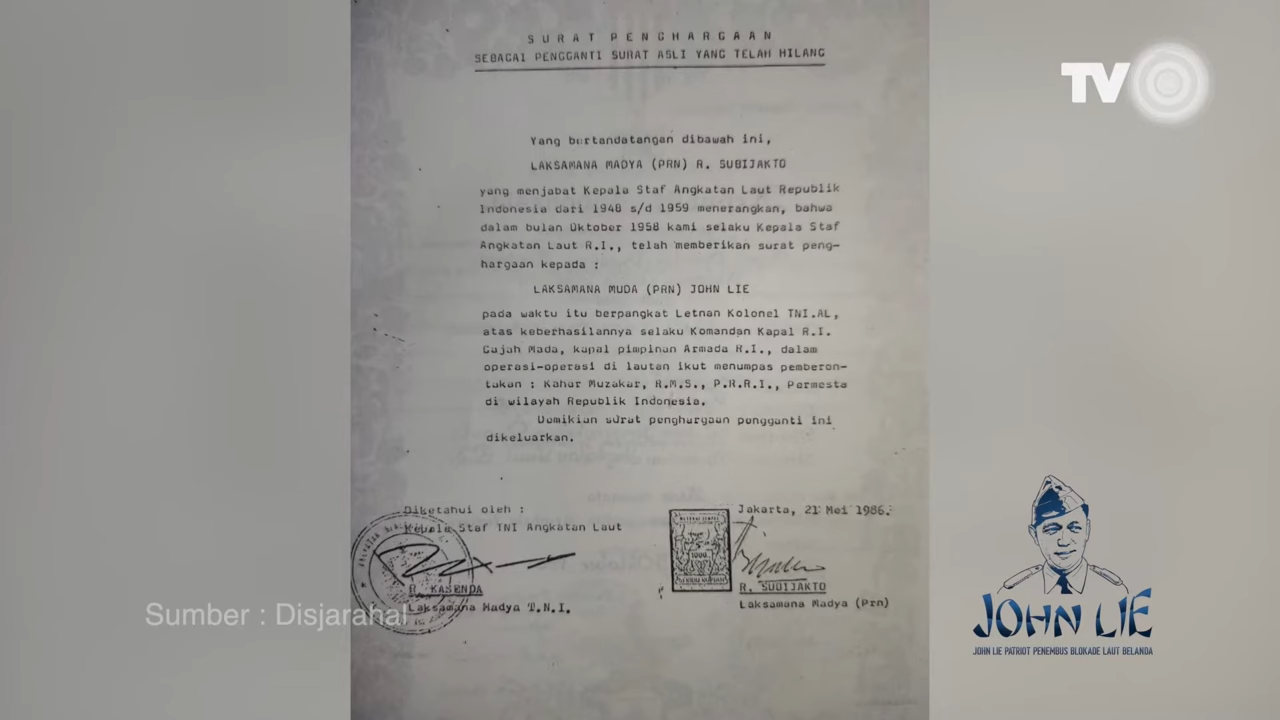 SURAT PENGHARGAAN
SEBAGAI PENGGANTI SURAT ASLI YANG TELAH HILANG
TVO
Yang bertandatangan dibawah ini,
LAKSAMANA MADYA (PRN) R. SUBIJAKTO
yang menjabat Kepala Staf Angkatan Laut Republik
Indonesia dari 1948 s/d 1959 menerangkan, bahwa
dalam bulan Oktober 1958 kami selaku Kepala Staf
Angkatan Laut R.I., telah memberikan surat peng-
hargaan kepada :
LAKSAMANA MUDA (PRN) JOHN LIE
pada waktu itu berpangkat Letnan Kolonel TNI.AL,
atas keberhasilannya selaku Komandan Kapal R.I.
Gajah Mada, kapal pimpinan Armada R.I., dalam
operasi-operasi di lautan ikut menumpas pemberon-
takan : Kahar Muzakar, R.M.S., P.R.R.I., Permesta
di wilayah Republik Indonesia.
Demikian surat penghargaan pengganti ini
dikeluarkan.
Diketahui oleh :
Kepala Staf TNI Angkatan Laut
R. KASENDA
Laksamana Madya T.N.I.
Jakarta, 21 Mei 1986.
R. SUBIJAKTO
Laksamana Madya (Prn)
Sumber : Disjarahal
JOHN LIE
JOHN LIE PATRIOT PENEMBUS BLOKADE LAUT BELANDA